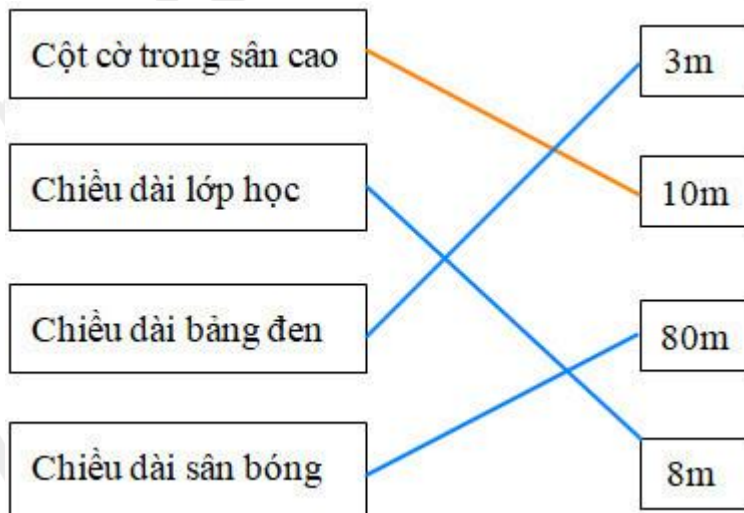 Cột cờ trong sân cao
3m
Chiều dài lớp học
10m
Chiều dài bảng đen
80m
Chiều dài sân bóng
8m